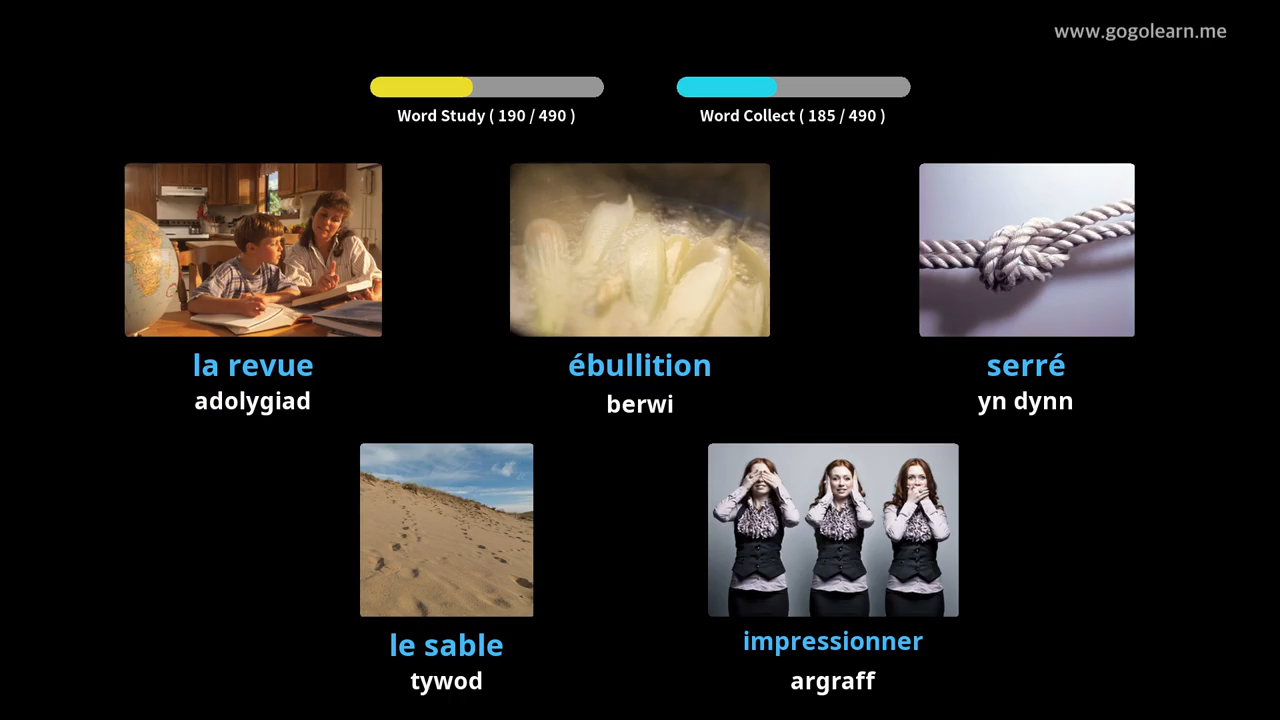 www.gogolearn.me
Word Study ( 190 / 490 )
Word Collect ( 185 / 490 )
la revue
adolygiad
ébullition
berwi
serré
yn dynn
le sable
tywod
impressionner
argraff